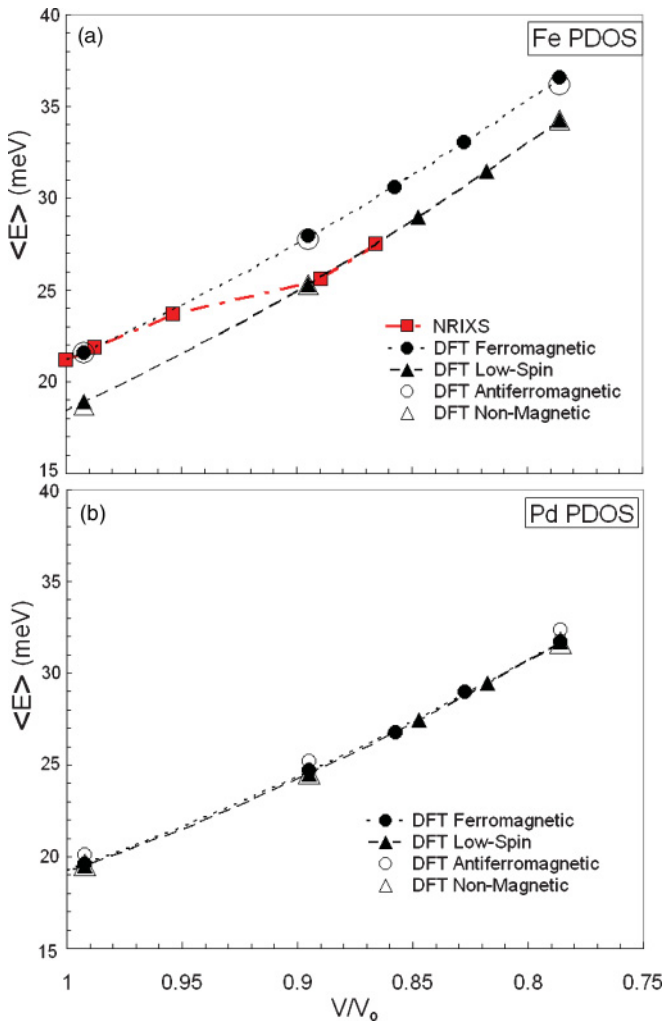 40
(a)
Fe PDOS
35
30
<E> (meV)
25
NRIXS
DFT Ferromagnetic
20
DFT Low-Spin
DFT Antiferromagnetic
DFT Non-Magnetic
15
40
(b)
Pd PDOS
35
30
<E> (meV)
25
DFT Ferromagnetic
DFT Low-Spin
20
DFT Antiferromagnetic
DFT Non-Magnetic
15
1 0.95 0.9 0.85 0.8 0.75
V/V₀